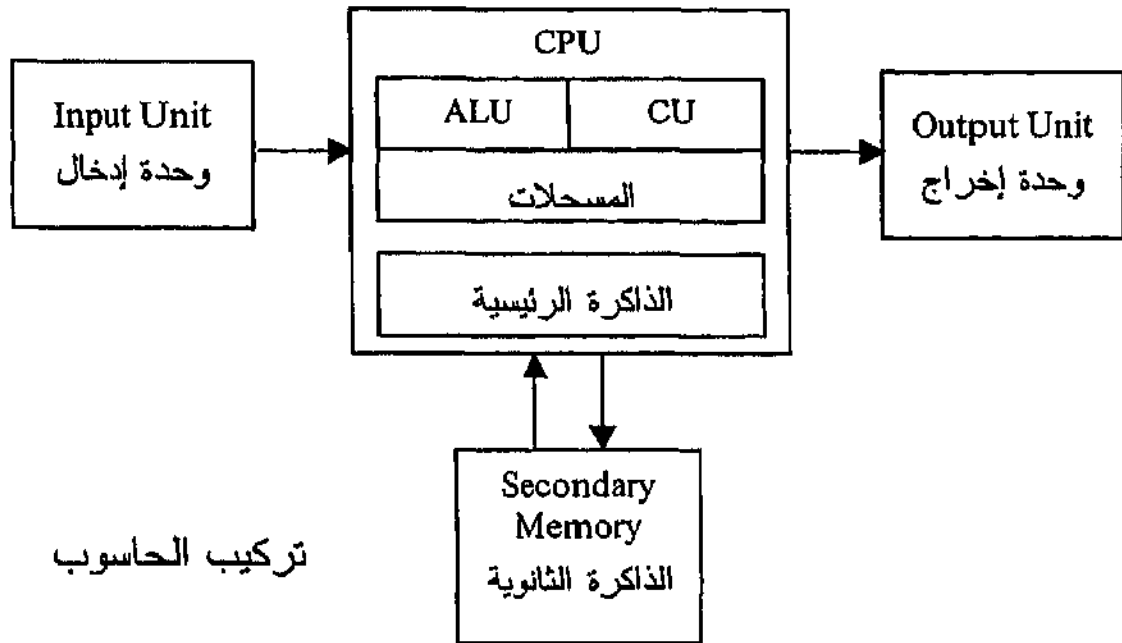 CPU
Input Unit
وحدة إدخال
ALU
CU
المسحلات
الذاكرة الرئيسية
Output Unit
وحدة إخراج
Secondary
Memory
الذاكرة الثانوية
تركيب الحاسوب